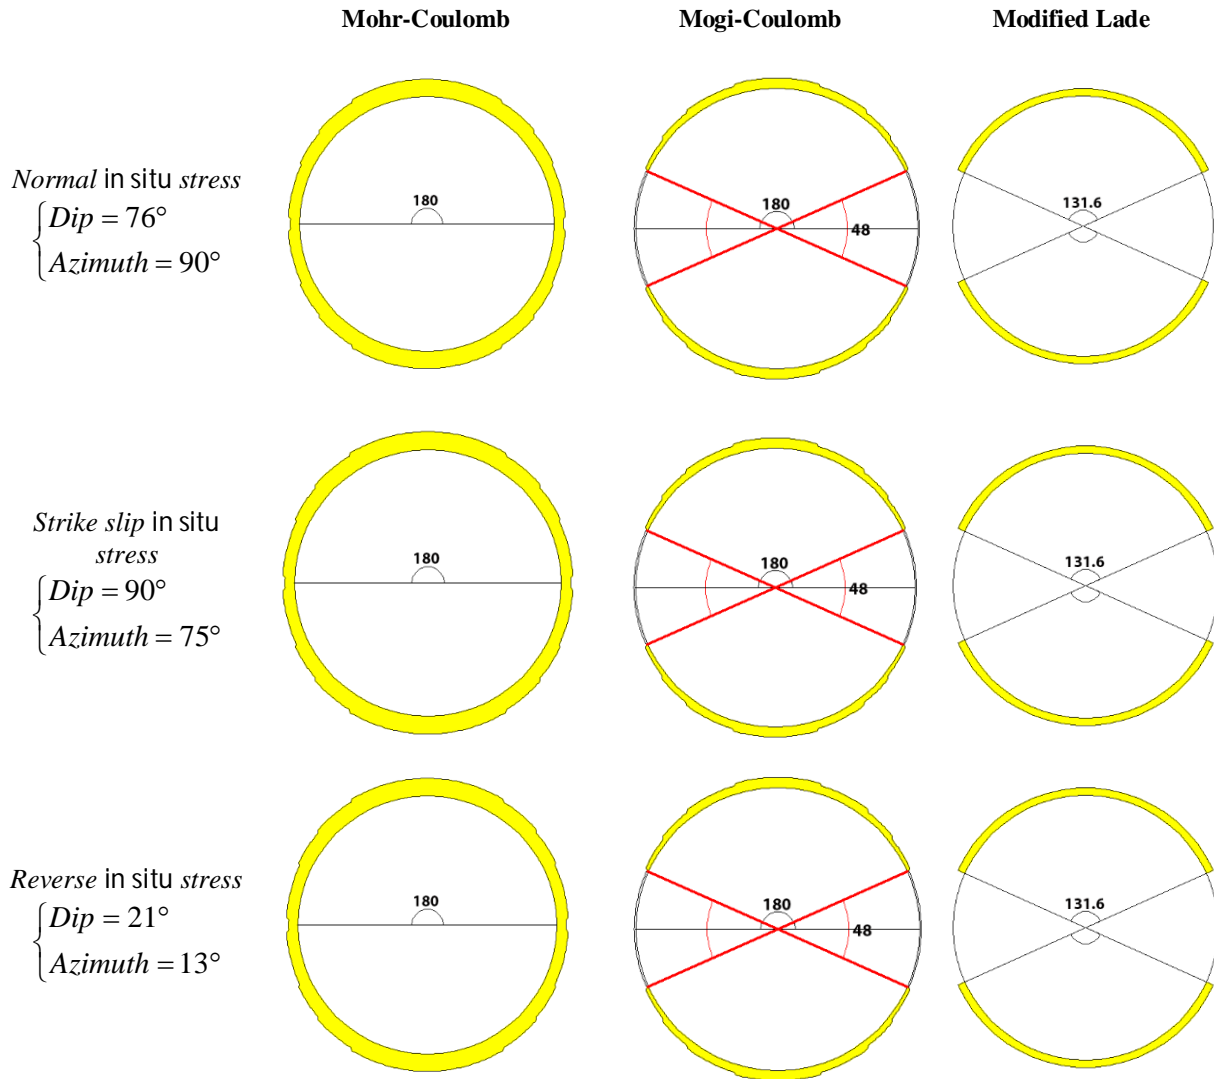 Mohr-Coulomb Mogi-Coulomb Modified Lade
Normal in situ stress
Dip = 76°
Azimuth = 90°
180
180
48
131.6
Strike slip in situ
stress
Dip = 90°
Azimuth = 75°
180
180
48
131.6
Reverse in situ stress
Dip = 21°
Azimuth = 13°
180
180
48
131.6